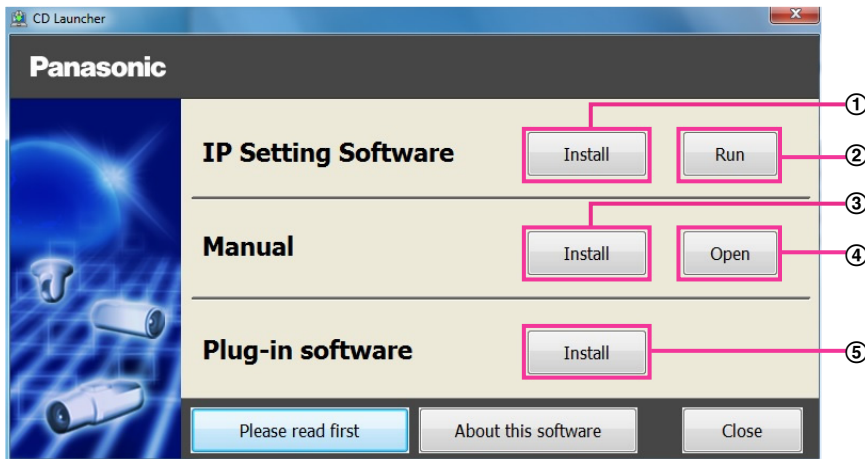 CD Launcher
Panasonic
IP Setting Software
Install
Run
①
②
Manual
Install
Open
③
④
Plug-in software
Install
⑤
Please read first
About this software
Close